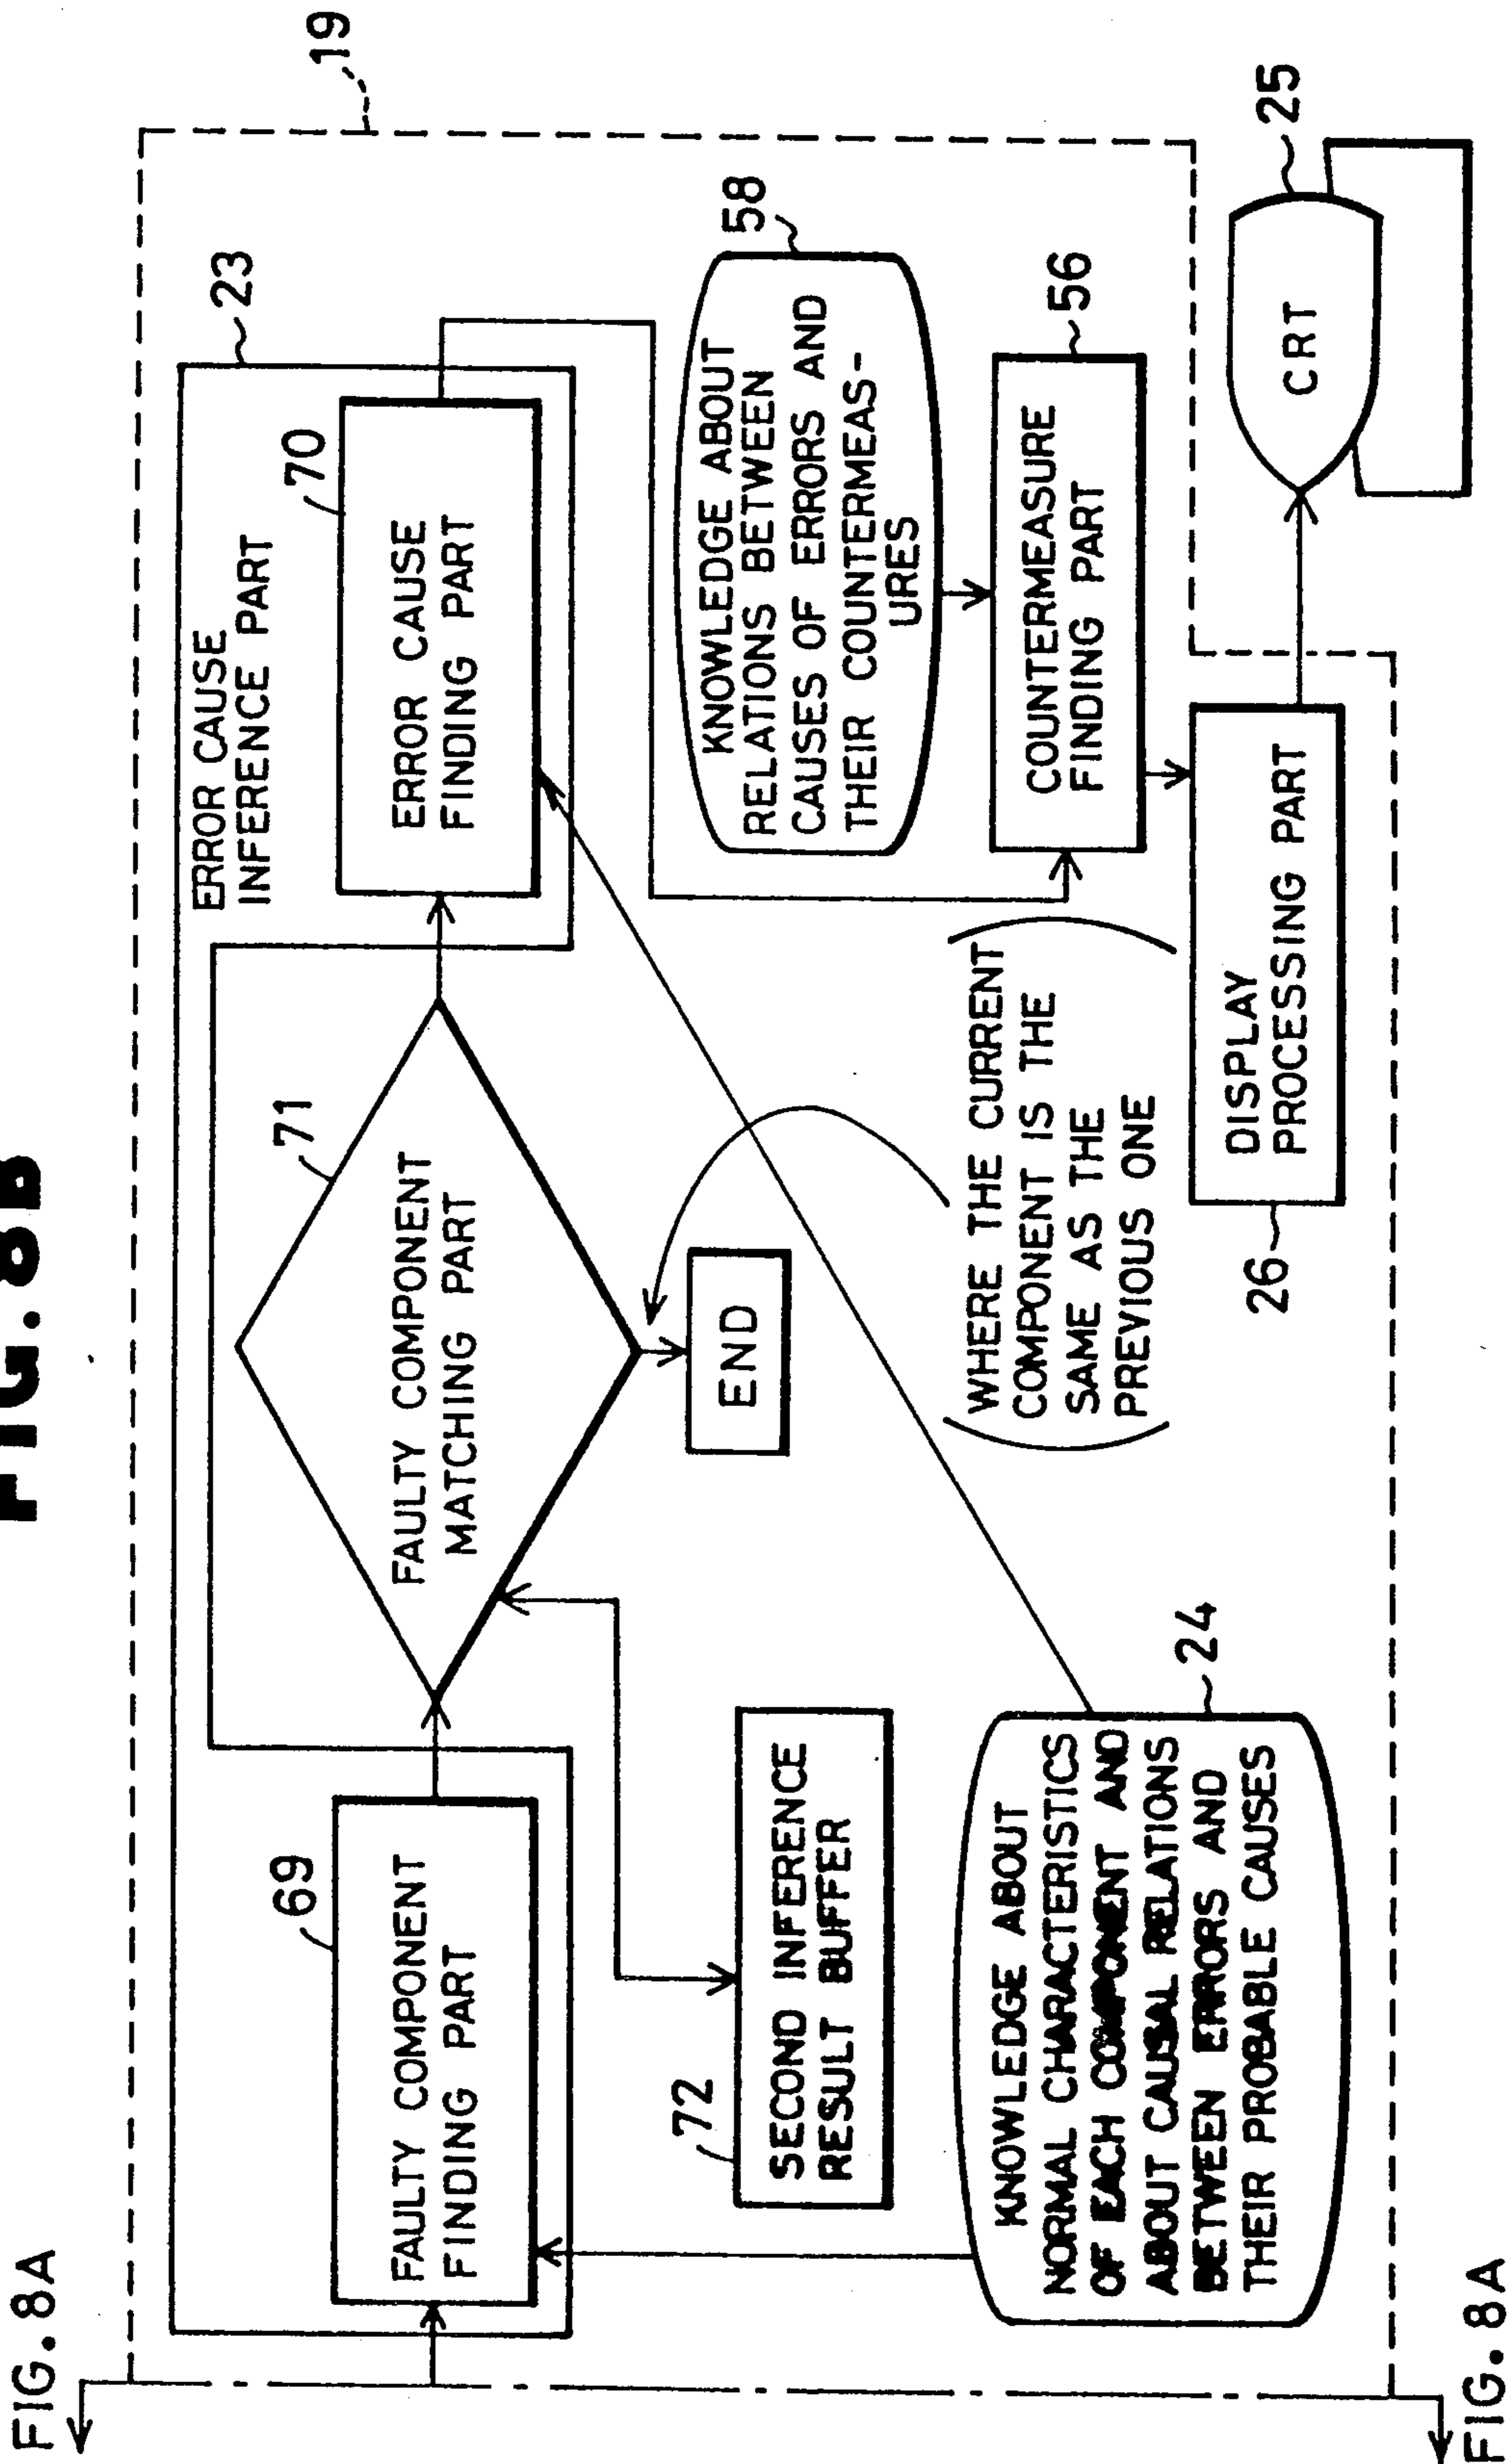 FIG.8B
FIG.8A
19
23
ERROR CAUSE
INFERENCE PART
69
FAULTY COMPONENT
FINDING PART
71
FAULTY COMPONENT
MATCHING PART
70
ERROR CAUSE
FINDING PART
72
SECOND INFERENCE
RESULT BUFFER
END
58
KNOWLEDGE ABOUT
RELATIONS BETWEEN
CAUSES OF ERRORS AND
THEIR COUNTERMEAS-
URES
24
KNOWLEDGE ABOUT
NORMAL CHARACTERISTICS
OF EACH COMPONENT AND
ABOUT CAUSAL RELATIONS
BETWEEN ERRORS AND
THEIR PROBABLE CAUSES
(WHERE THE CURRENT
COMPONENT IS THE
SAME AS THE
PREVIOUS ONE)
56
COUNTERMEASURE
FINDING PART
26
DISPLAY
PROCESSING PART
25
CRT
FIG.8A